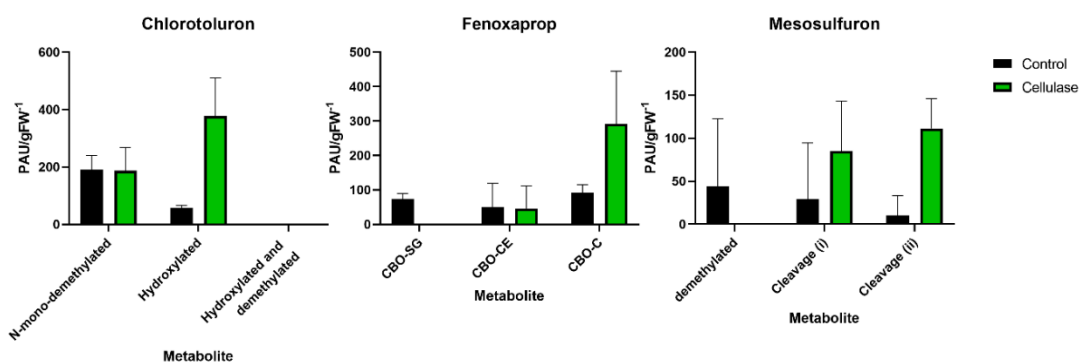 Chlorotoluron
600
400
200
0
PAU/gFW-1
N-mono-demethylated
Hydroxylated
Hydroxylated and
demethylated
Metabolite
Fenoxaprop
500
400
300
200
100
0
PAU/gFW-1
CBO-SG
CBO-CE
CBO-C
Metabolite
Mesosulfuron
200
150
100
50
0
PAU/gFW-1
demethylated
Cleavage (i)
Cleavage (ii)
Metabolite
Control
Cellulase